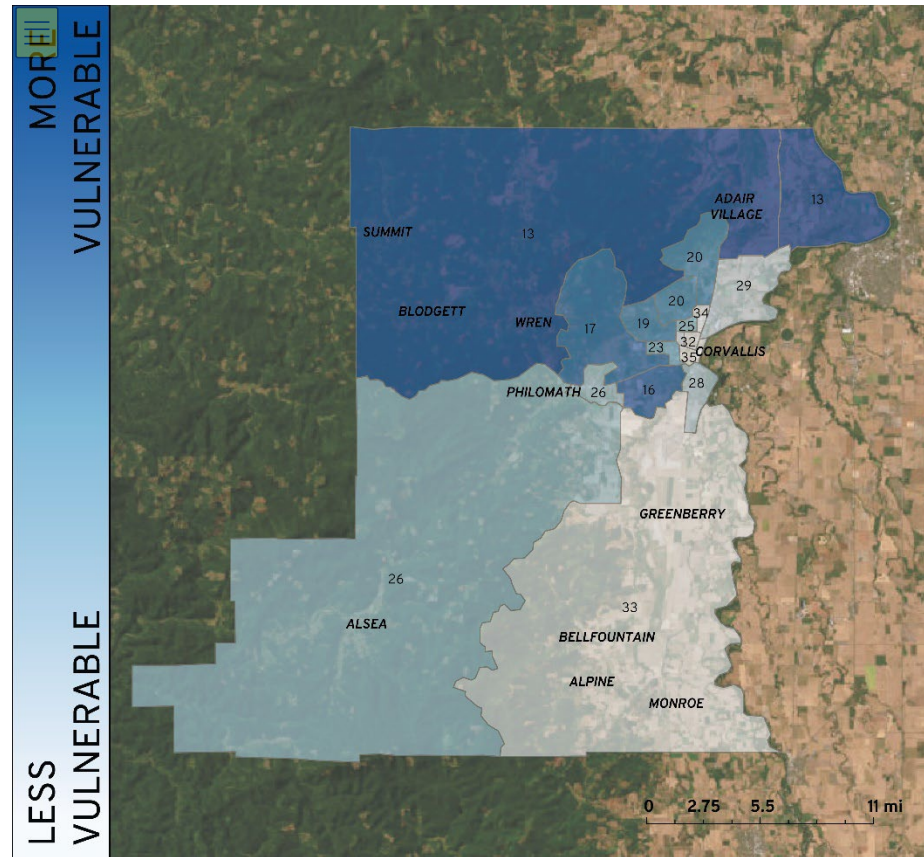 MORE
VULNERABLE
LESS
VULNERABLE
ADAIR
VILLAGE
13
SUMMIT
13
20
29
BLODGETT
WREN
17
20
34
19
25
32
23
CORVALLIS
35
PHILOMATH
26
16
28
GREENBERRY
26
33
ALSEA
BELLFOUNTAIN
ALPINE
MONROE
0 2.75 5.5 11 mi